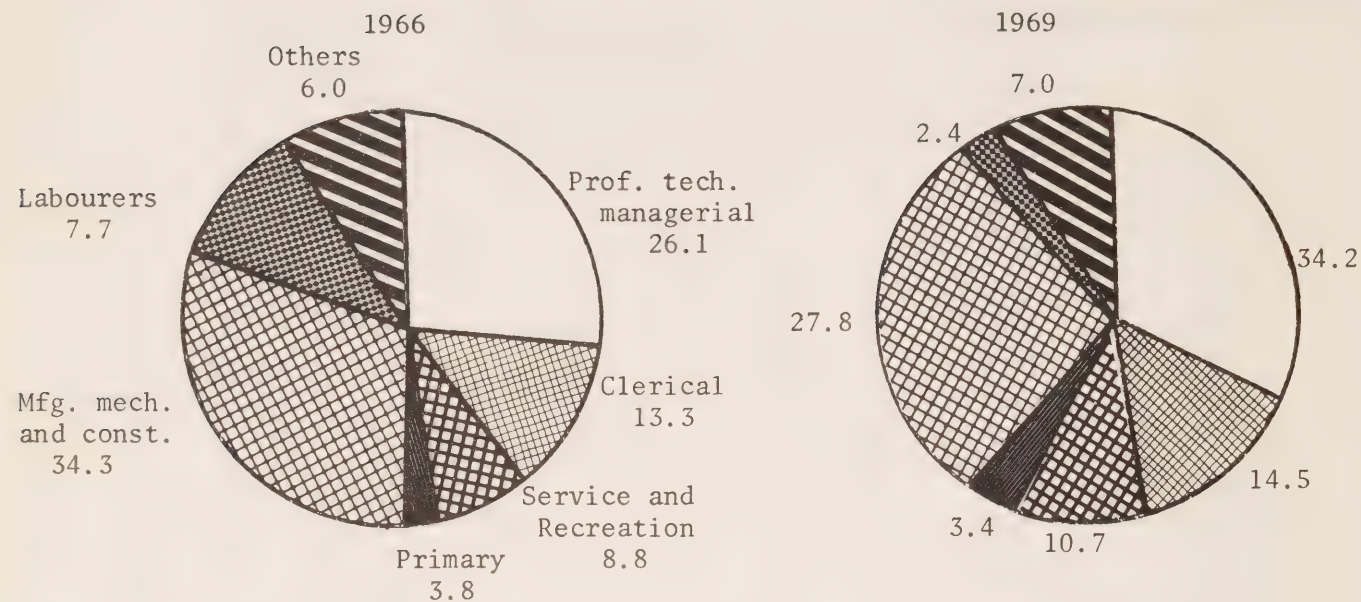 1966
Others
6.0
Prof. tech.
managerial
26.1
Clerical
13.3
Service and
Recreation
8.8
Primary
3.8
Mfg. mech.
and const.
34.3
Labourers
7.7
1969
7.0
34.2
14.5
10.7
3.4
27.8
2.4